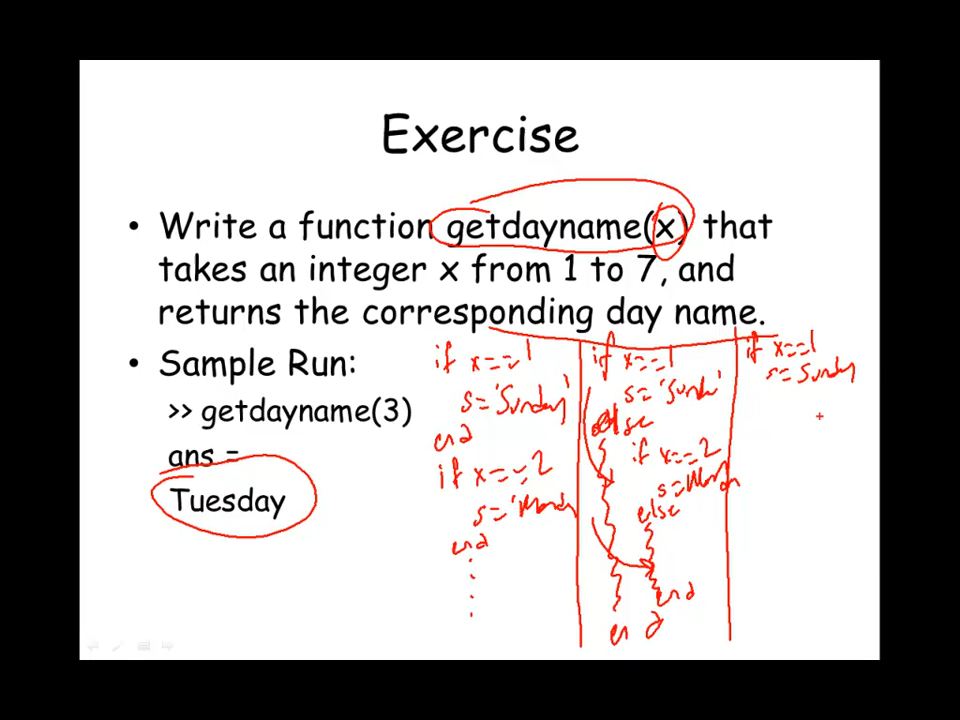 Exercise
• Write a function getdayname(x) that
takes an integer x from 1 to 7, and
returns the corresponding day name.
• Sample Run:
>> getdayname(3)
ans =
Tuesday
if x==1
s='Sunday'
end
if x==2
s='Monday
end
if x==1
s='Sunda'
else
if x==2
else
end
end
if x==1
s=Sunday